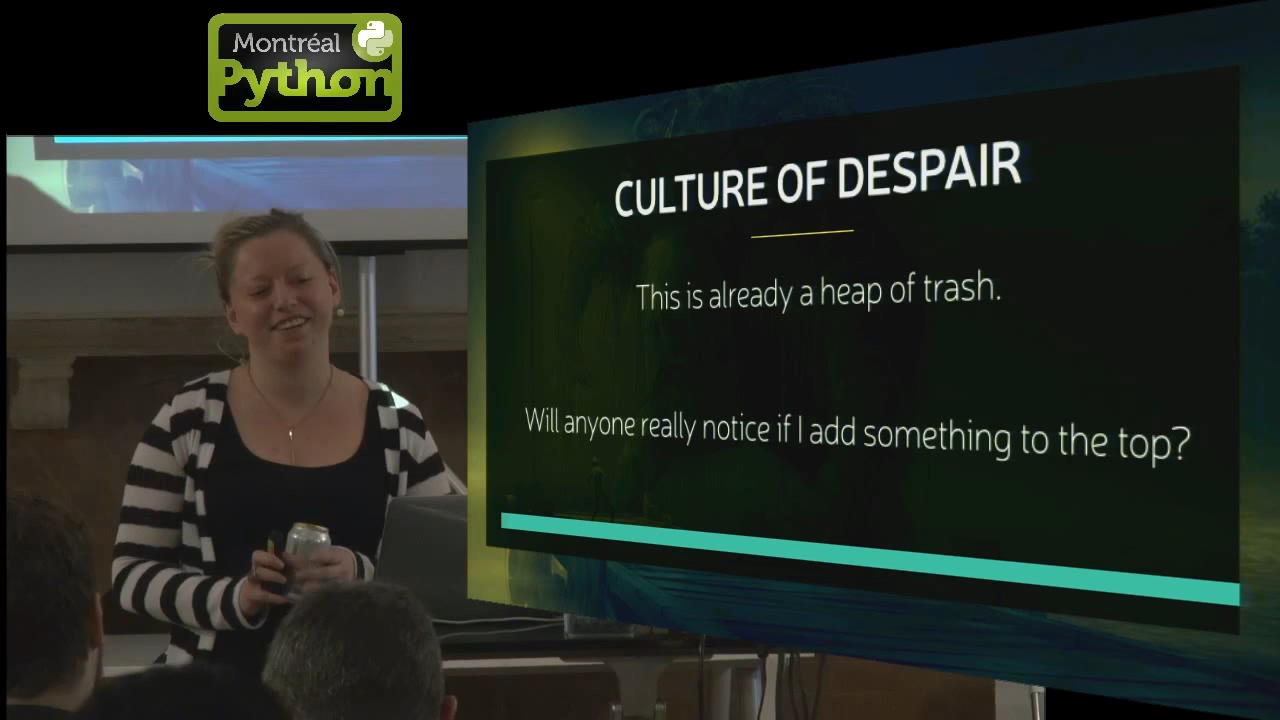 Montréal
Python
CULTURE OF DESPAIR
This is already a heap of trash.
Will anyone really notice if I add something to the top?